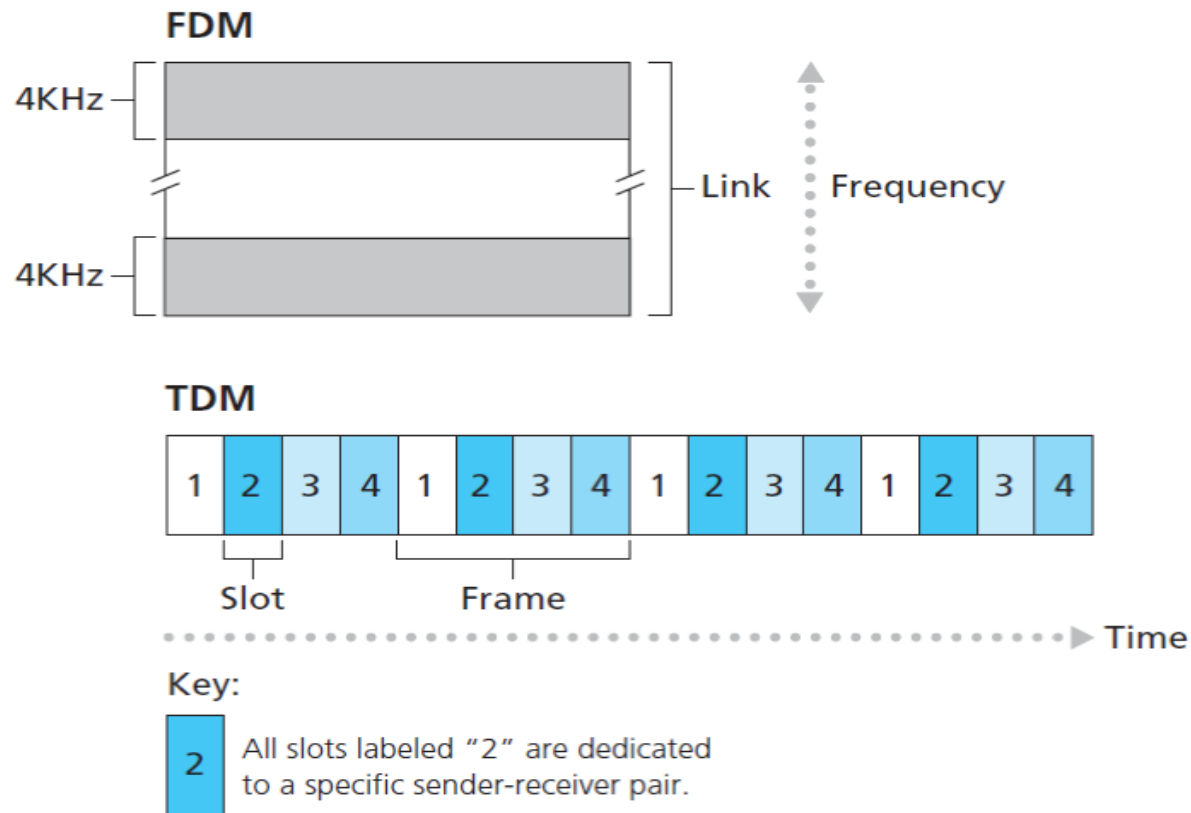 FDM
4KHz
Link
Frequency
4KHz
TDM
1 2 3 4 1 2 3 4 1 2 3 4 1 2 3 4
Slot
Frame
Time
Key:
2
All slots labeled “2” are dedicated
to a specific sender-receiver pair.